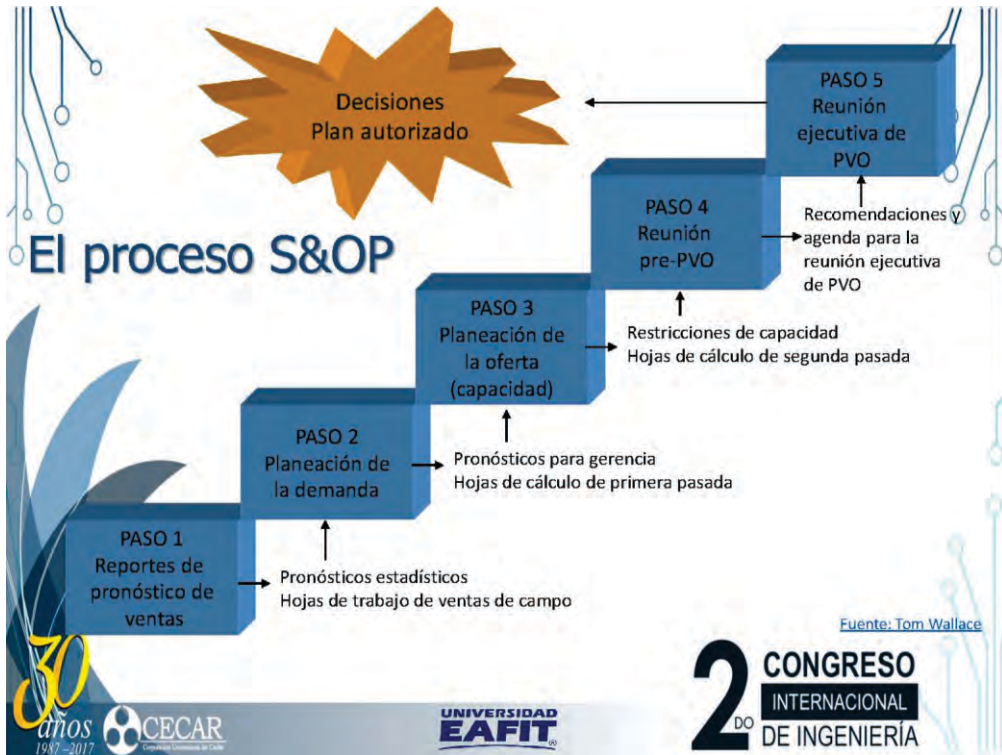 Decisiones
Plan autorizado
PASO 5
Reunión
ejecutiva de
PVO
El proceso S&OP
PASO 4
Reunión
pre-PVO
Recomendaciones y
agenda para la
reunión ejecutiva
de PVO
PASO 3
Planeación de
la oferta
(capacidad)
Restricciones de capacidad
Hojas de cálculo de segunda pasada
PASO 2
Planeación de
la demanda
Pronósticos para gerencia
Hojas de cálculo de primera pasada
PASO 1
Reportes de
pronóstico de
ventas
Pronósticos estadísticos
Hojas de trabajo de ventas de campo
Fuente: Tom Wallace
30
años
1987 – 2017
CECAR
Corporación Universitaria del Caribe
UNIVERSIDAD
EAFIT
®
2
DO
CONGRESO
INTERNACIONAL
DE INGENIERÍA